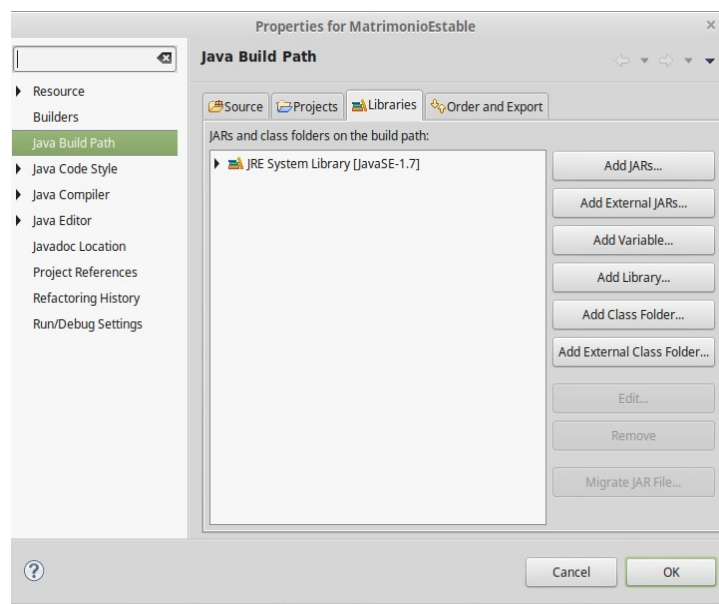 Properties for MatrimonioEstable
Java Build Path
Resource
Builders
Java Build Path
Java Code Style
Java Compiler
Java Editor
Javadoc Location
Project References
Refactoring History
Run/Debug Settings
Source Projects Libraries Order and Export
JARs and class folders on the build path:
JRE System Library [JavaSE-1.7]
Add JARs...
Add External JARs...
Add Variable...
Add Library...
Add Class Folder...
Add External Class Folder...
Edit...
Remove
Migrate JAR File...
Cancel OK